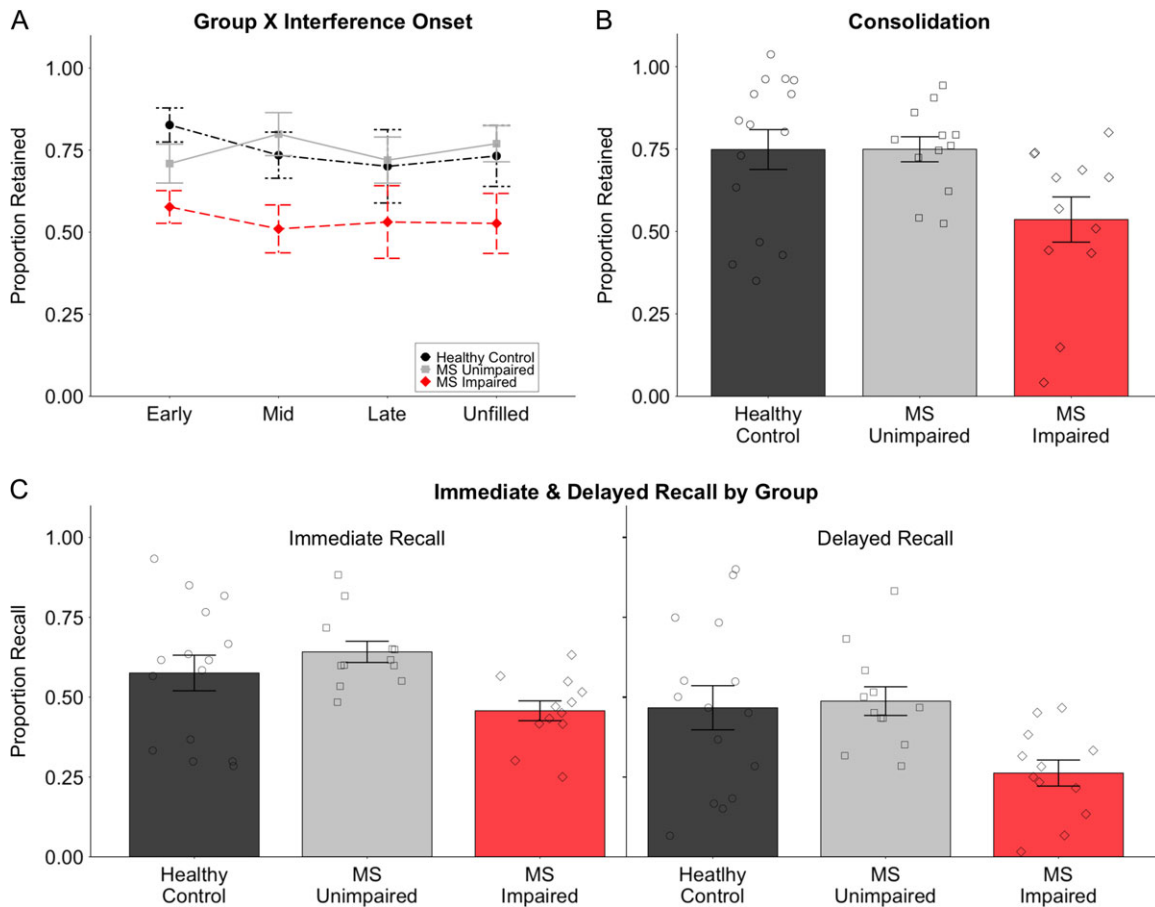 A
Group X Interference Onset
Proportion Retained
1.00
0.75
0.50
0.25
0.00
Early
Mid
Late
Unfilled
Healthy Control
MS Unimpaired
MS Impaired
B
Consolidation
Proportion Retained
1.00
0.75
0.50
0.25
0.00
Healthy
Control
MS
Unimpaired
MS
Impaired
C
Immediate & Delayed Recall by Group
Proportion Recall
1.00
0.75
0.50
0.25
0.00
Immediate Recall
Delayed Recall
Healthy
Control
MS
Unimpaired
MS
Impaired
Heatlhy
Control
MS
Unimpaired
MS
Impaired